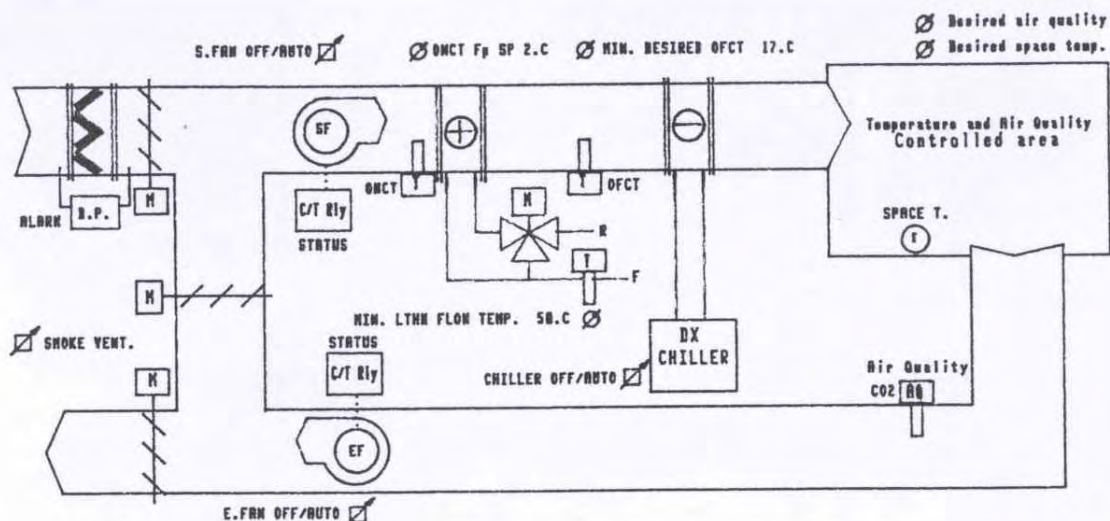 Desired air quality
S.FAN OFF/AUTO
ONCT Fp SP 2.C
MIN. DESIRED OFCT 17.C
Desired space temp.
SF
+
−
Temperature and Air Quality
Controlled area
ONCT
T
T
OFCT
ALARM
D.P.
M
C/T Rly
STATUS
M
R
SPACE T.
T
T
F
M
MIN. LTHW FLOW TEMP. 50.C
SMOKE VENT.
STATUS
C/T Rly
DX
CHILLER
M
CHILLER OFF/AUTO
Air Quality
CO2
AQ
EF
E.FAN OFF/AUTO